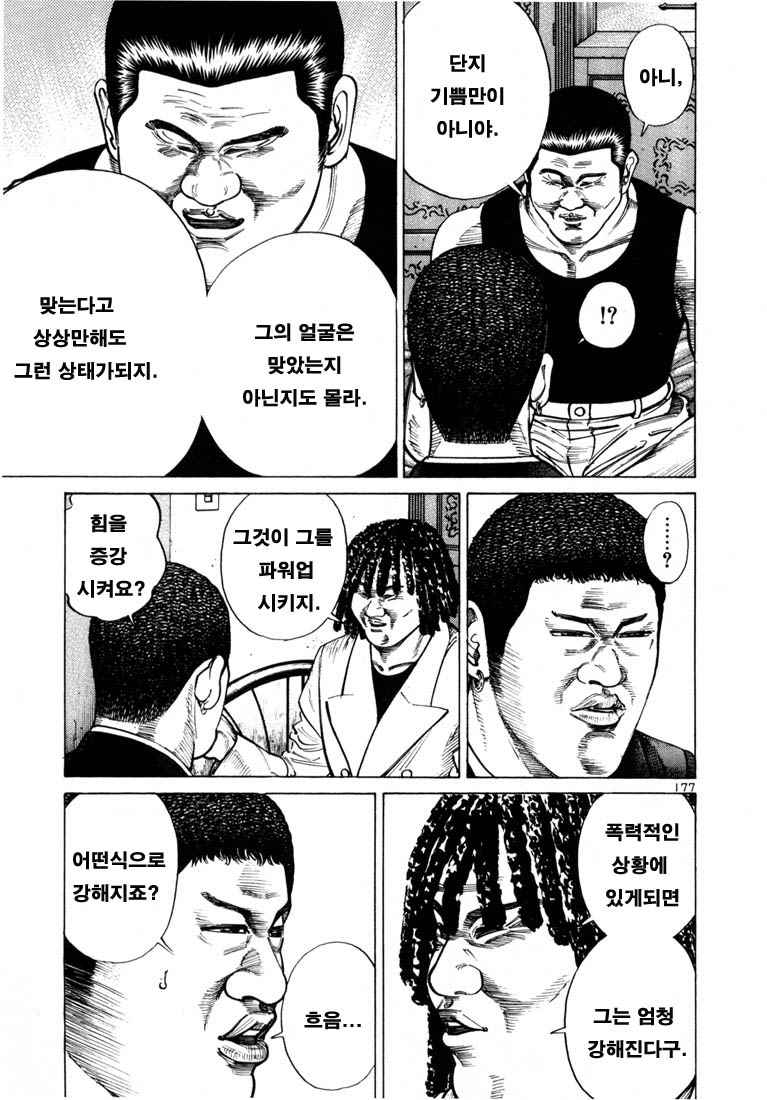 아니,
단지
기쁨만이
아니야.
!?
그의 얼굴은
맞았는지
아닌지도 몰라.
맞는다고
상상만해도
그런 상태가되지.
……?
그것이 그를
파워업
시키지.
힘을
증강
시켜요?
177
폭력적인
상황에
있게되면
그는 엄청
강해진다구.
어떤식으로
강해지죠?
흐음...